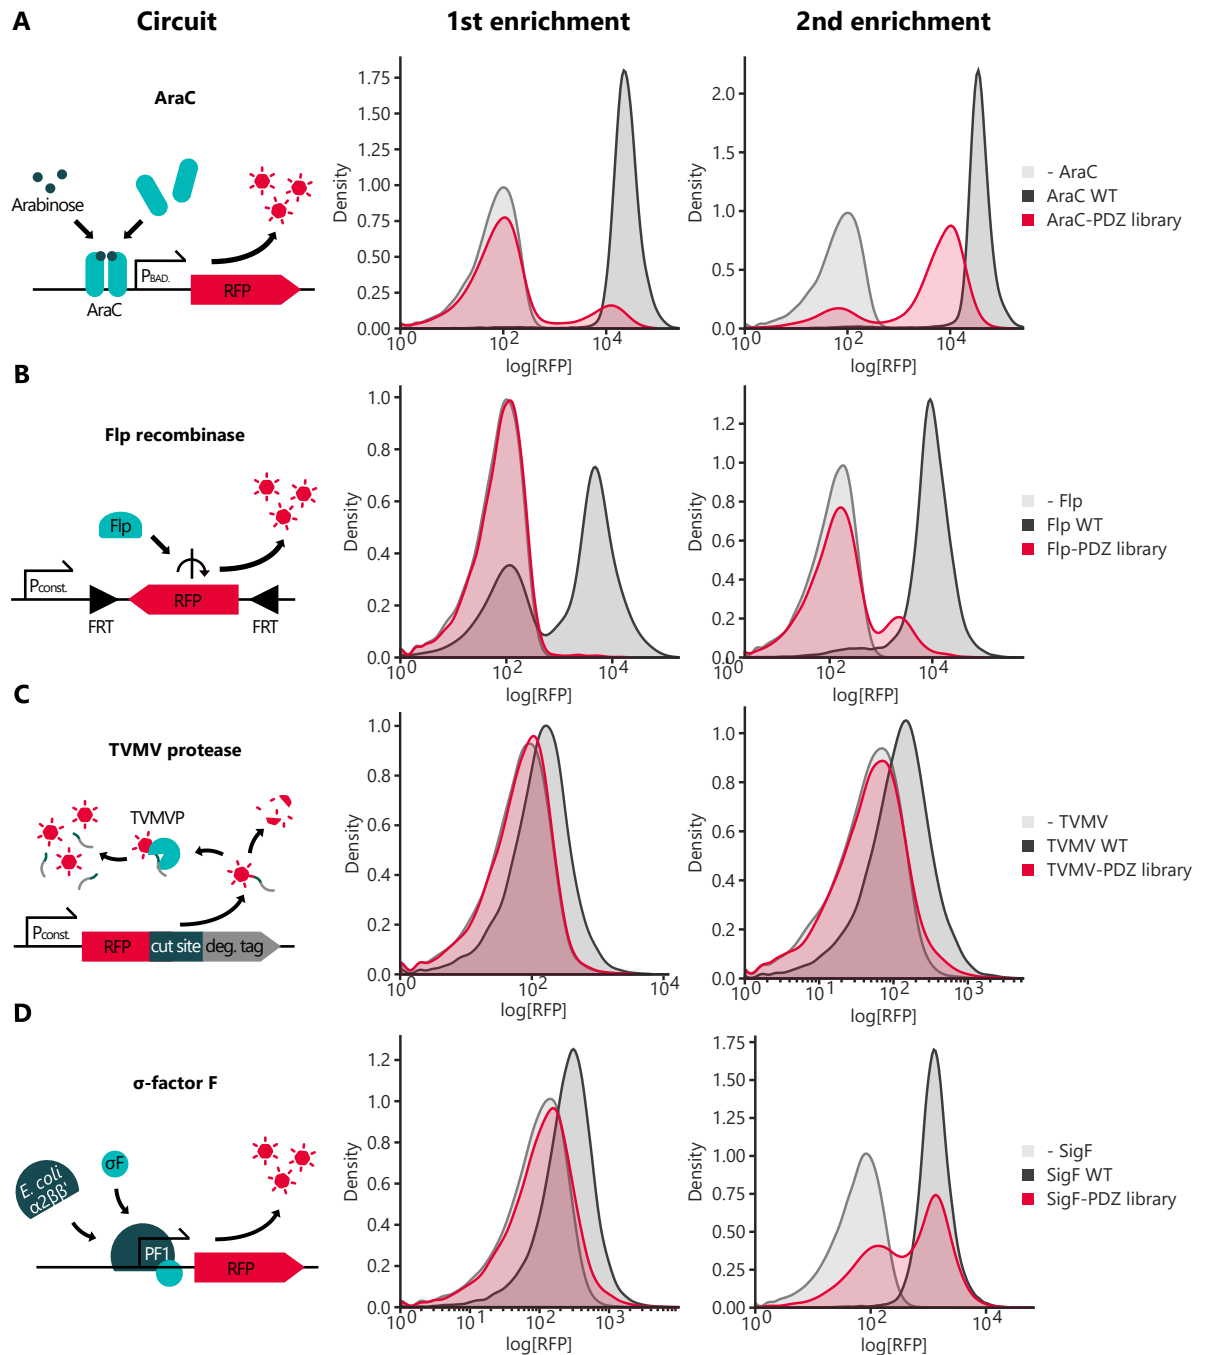 A
Circuit
1st enrichment
2nd enrichment
AraC
Arabinose
PBAD.
RFP
AraC
Density
1.75
1.50
1.25
1.00
0.75
0.50
0.25
0.00
10^0
10^2
10^4
log[RFP]
Density
2.0
1.5
1.0
0.5
0.0
10^0
10^2
10^4
log[RFP]
- AraC
AraC WT
AraC-PDZ library
B
Flp recombinase
Flp
Pconst.
RFP
FRT
FRT
Density
1.0
0.8
0.6
0.4
0.2
0.0
10^0
10^2
10^4
log[RFP]
Density
1.2
1.0
0.8
0.6
0.4
0.2
0.0
10^0
10^2
10^4
log[RFP]
- Flp
Flp WT
Flp-PDZ library
C
TVMV protease
TVMVP
Pconst.
RFP
cut site
deg. tag
Density
1.0
0.8
0.6
0.4
0.2
0.0
10^0
10^2
10^4
log[RFP]
Density
1.0
0.8
0.6
0.4
0.2
0.0
10^0
10^1
10^2
10^3
log[RFP]
- TVMV
TVMV WT
TVMV-PDZ library
D
σ-factor F
E. coli
α2ββ'
σF
PF1
RFP
Density
1.2
1.0
0.8
0.6
0.4
0.2
0.0
10^0
10^1
10^2
10^3
log[RFP]
Density
1.75
1.50
1.25
1.00
0.75
0.50
0.25
0.00
10^0
10^2
10^4
log[RFP]
- SigF
SigF WT
SigF-PDZ library